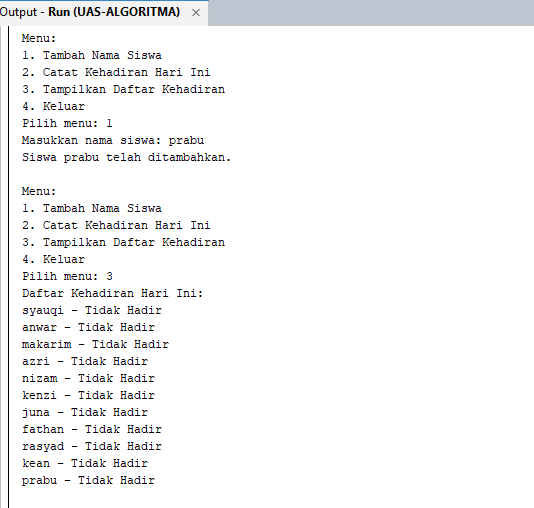 Output - Run (UAS-ALGORITMA) ×
Menu:
1. Tambah Nama Siswa
2. Catat Kehadiran Hari Ini
3. Tampilkan Daftar Kehadiran
4. Keluar
Pilih menu: 1
Masukkan nama siswa: prabu
Siswa prabu telah ditambahkan.
Menu:
1. Tambah Nama Siswa
2. Catat Kehadiran Hari Ini
3. Tampilkan Daftar Kehadiran
4. Keluar
Pilih menu: 3
Daftar Kehadiran Hari Ini:
syauqi - Tidak Hadir
anwar - Tidak Hadir
makarim - Tidak Hadir
azri - Tidak Hadir
nizam - Tidak Hadir
kenzi - Tidak Hadir
juna - Tidak Hadir
fathan - Tidak Hadir
rasyad - Tidak Hadir
kean - Tidak Hadir
prabu - Tidak Hadir